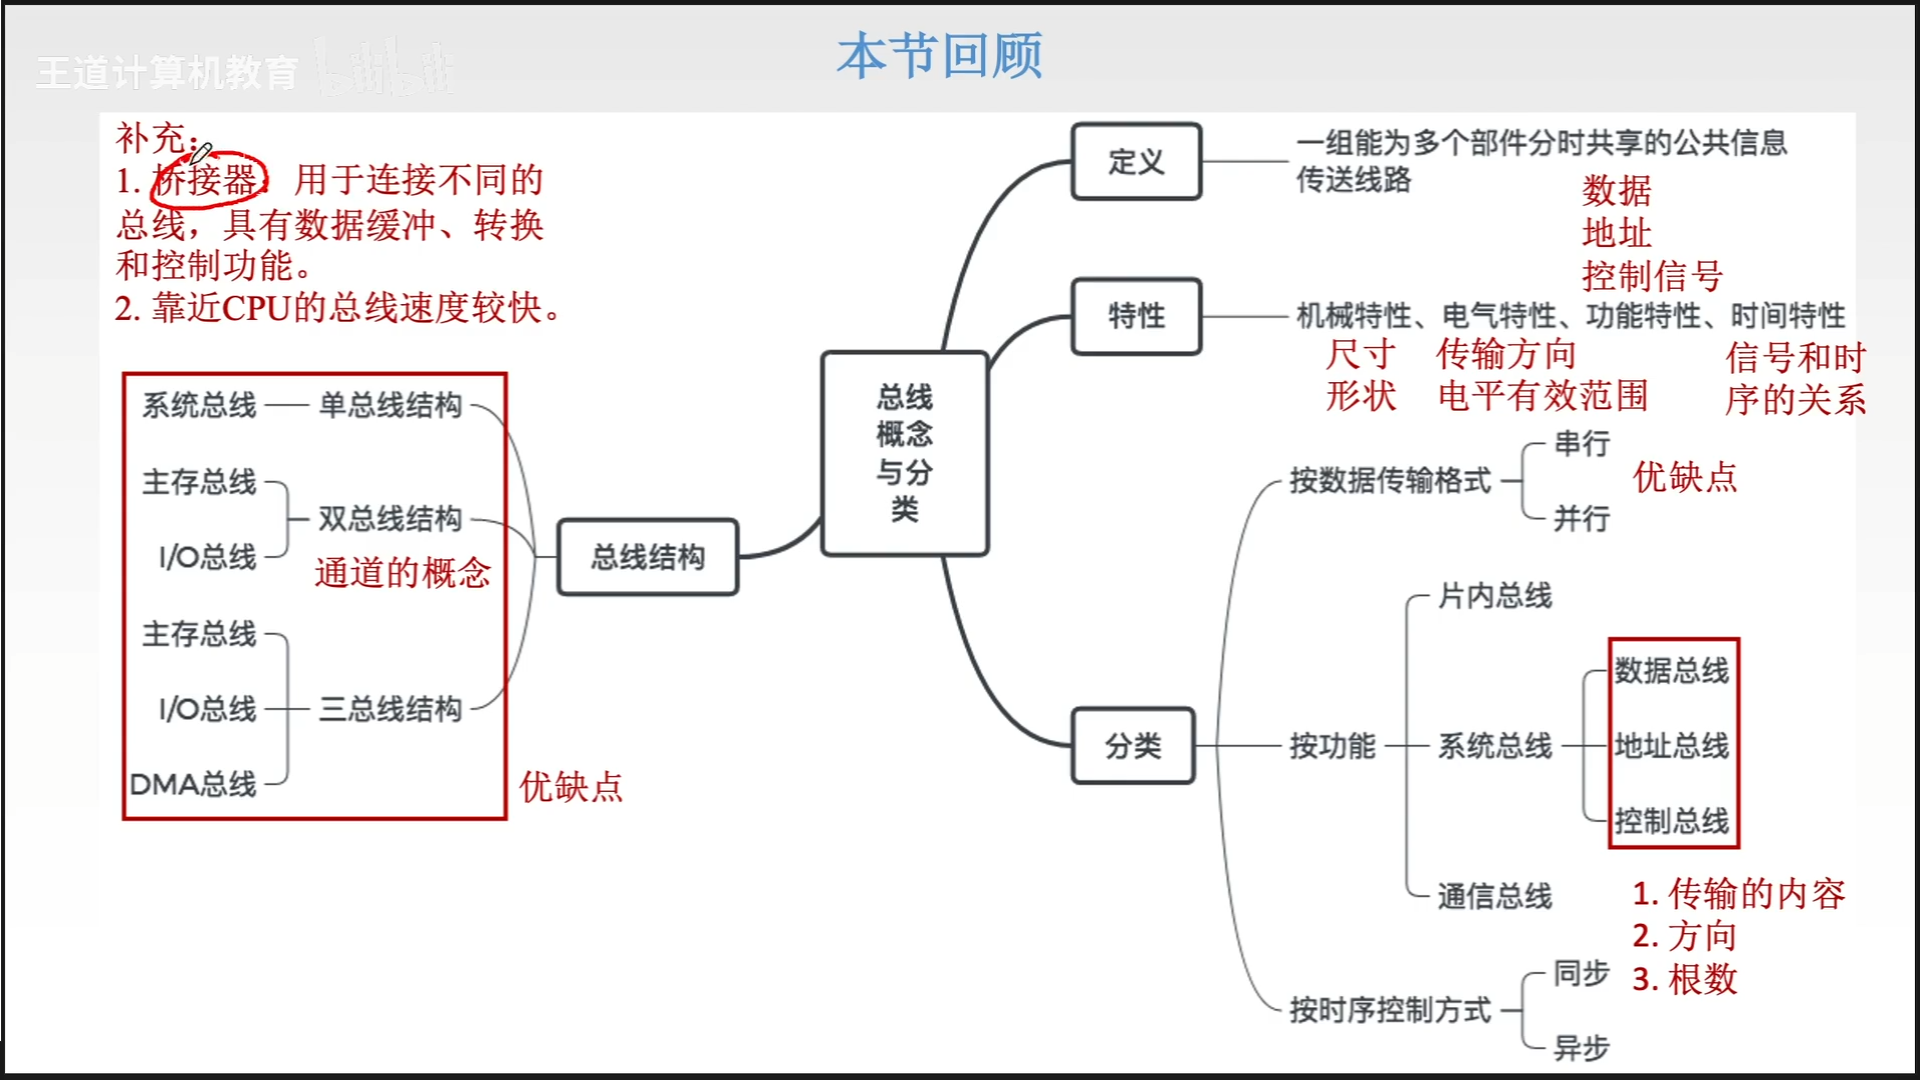 本节回顾
王道计算机教育 bilibili
补充：
1. 桥接器：用于连接不同的
总线，具有数据缓冲、转换
和控制功能。
2. 靠近CPU的总线速度较快。
系统总线
单总线结构
主存总线
双总线结构
I/O总线
通道的概念
主存总线
I/O总线
三总线结构
DMA总线
优缺点
总线结构
总线
概念
与分
类
定义
一组能为多个部件分时共享的公共信息
传送线路
数据
地址
控制信号
特性
机械特性、电气特性、功能特性、时间特性
尺寸
形状
传输方向
电平有效范围
信号和时
序的关系
分类
按数据传输格式
串行
并行
优缺点
按功能
片内总线
系统总线
数据总线
地址总线
控制总线
通信总线
1. 传输的内容
2. 方向
3. 根数
按时序控制方式
同步
异步